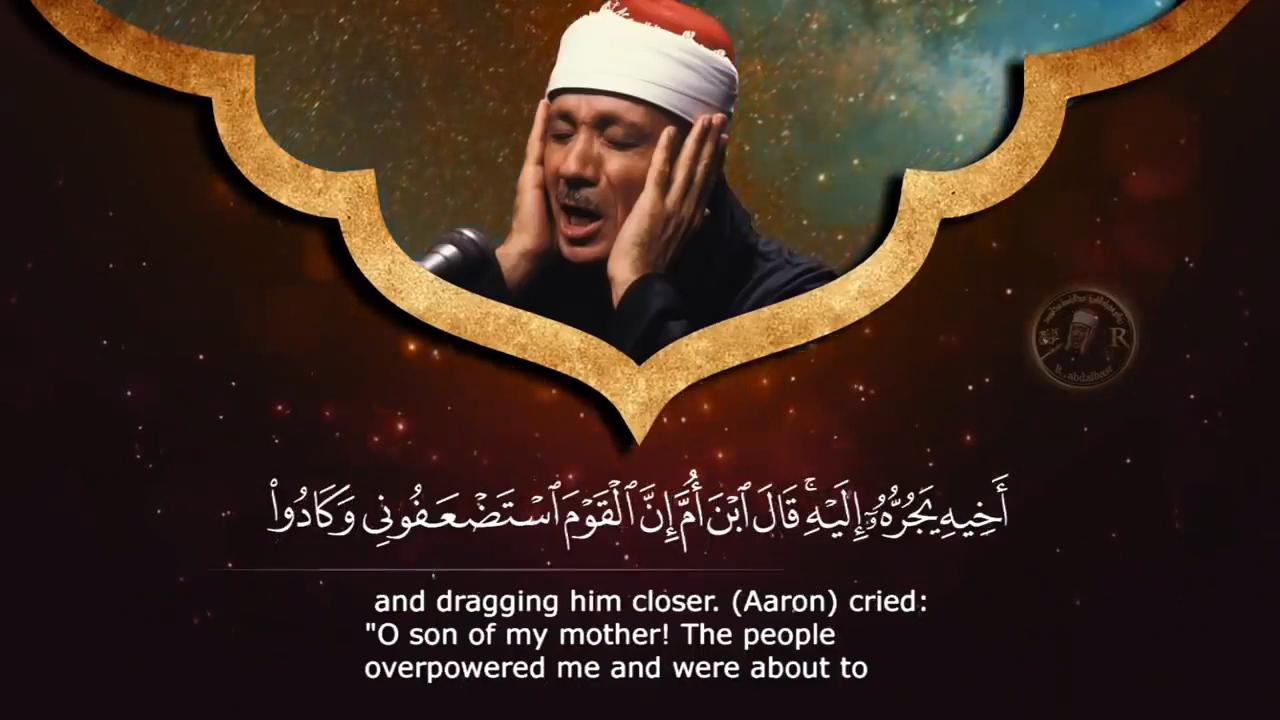 أَخِيهِ يَجُرُّهُۥٓ إِلَيْهِۚ قَالَ ٱبْنَ أُمَّ إِنَّ ٱلْقَوْمَ ٱسْتَضْعَفُونِى وَكَادُوا۟
and dragging him closer. (Aaron) cried:
"O son of my mother! The people
overpowered me and were about to
R
R..abdalbast